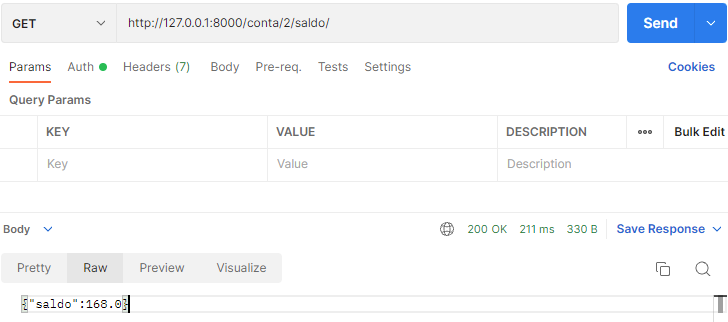 GET http://127.0.0.1:8000/conta/2/saldo/ Send
Params Auth Headers (7) Body Pre-req. Tests Settings Cookies
Query Params
KEY VALUE DESCRIPTION ooo Bulk Edit
Key Value Description
Body 200 OK 211 ms 330 B Save Response
Pretty Raw Preview Visualize
{"saldo":168.0}